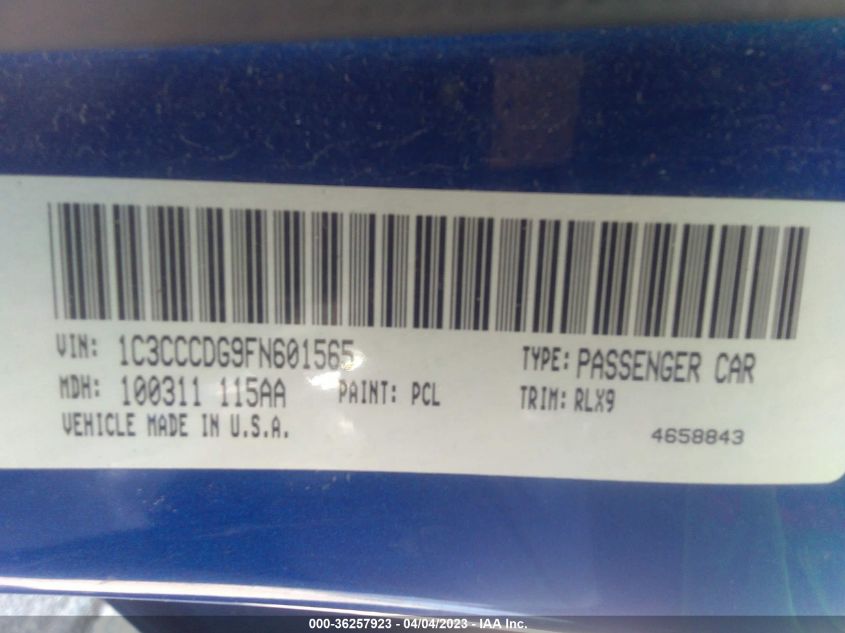 VIN: 1C3CCCDG9FN601565 TYPE: PASSENGER CAR
MDH: 100311 115AA PAINT: PCL TRIM: RLX9
VEHICLE MADE IN U.S.A. 4658843
000-36257923 - 04/04/2023 - IAA Inc.